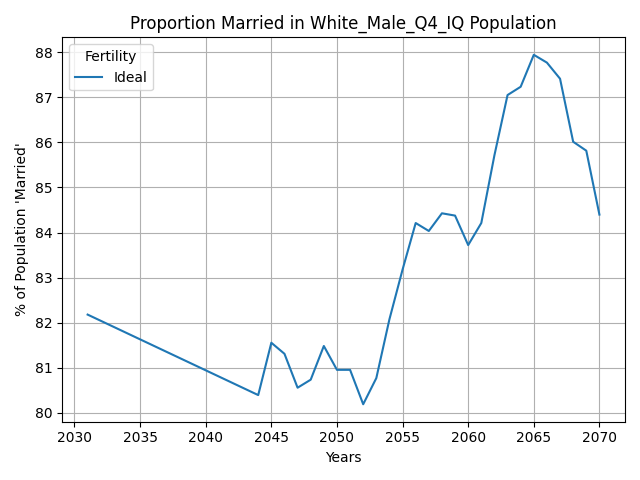 Proportion Married in White_Male_Q4_IQ Population
Fertility
Ideal
% of Population 'Married'
88
87
86
85
84
83
82
81
80
2030 2035 2040 2045 2050 2055 2060 2065 2070
Years